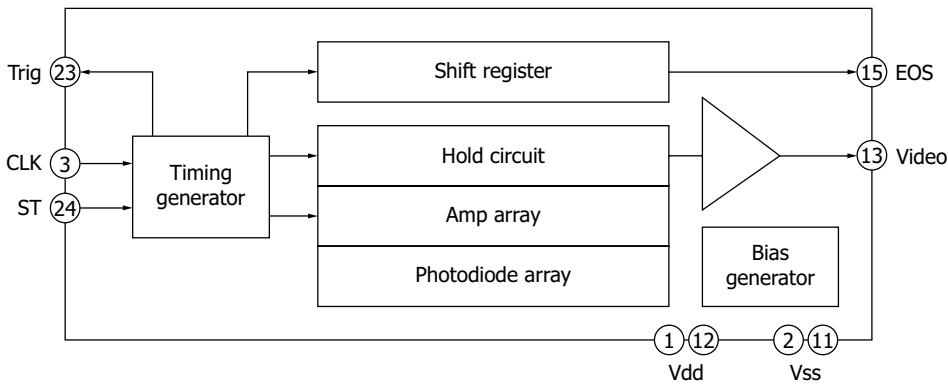 Trig 23
Shift register
15 EOS
CLK 3
Timing
generator
Hold circuit
13 Video
ST 24
Amp array
Photodiode array
Bias
generator
1 12
2 11
Vdd
Vss